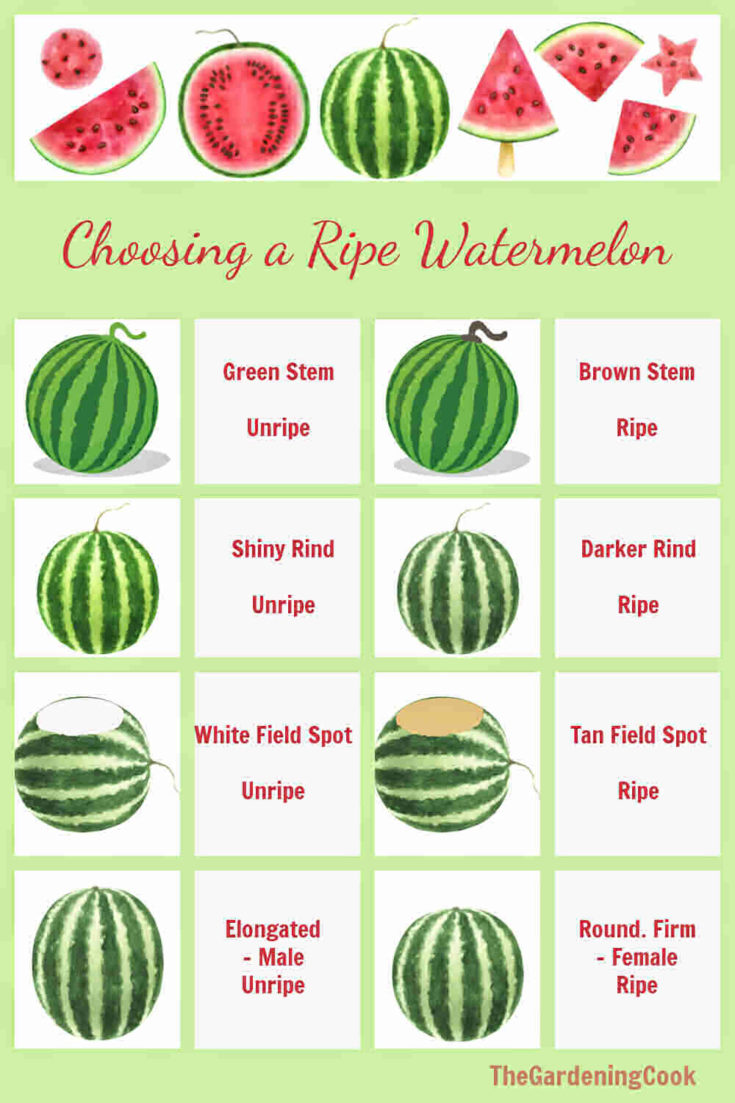 Choosing a Ripe Watermelon
Green Stem
Unripe
Brown Stem
Ripe
Shiny Rind
Unripe
Darker Rind
Ripe
White Field Spot
Unripe
Tan Field Spot
Ripe
Elongated
- Male
Unripe
Round. Firm
- Female
Ripe
TheGardeningCook